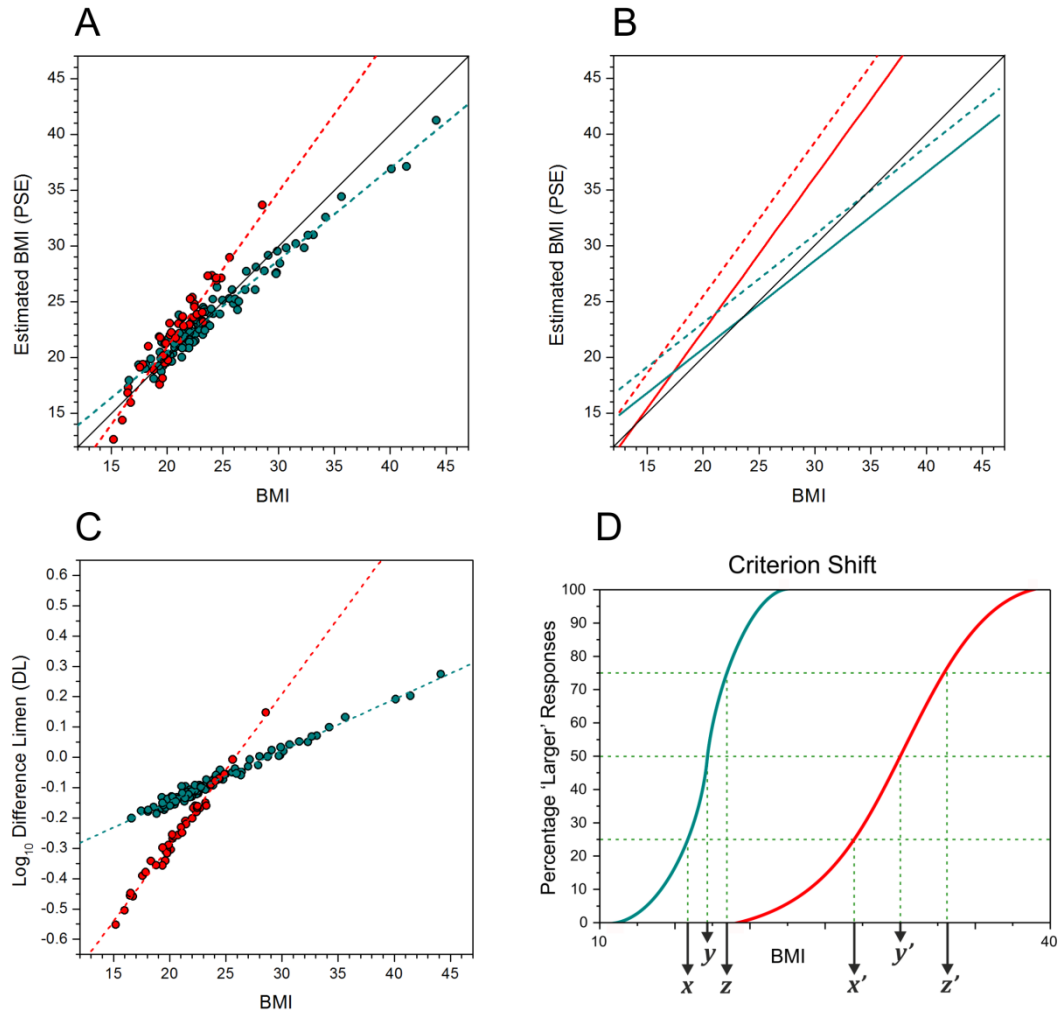 A
Estimated BMI (PSE)
45
40
35
30
25
20
15
15 20 25 30 35 40 45
BMI
B
Estimated BMI (PSE)
45
40
35
30
25
20
15
15 20 25 30 35 40 45
BMI
C
Log₁₀ Difference Limen (DL)
0.6
0.5
0.4
0.3
0.2
0.1
0.0
-0.1
-0.2
-0.3
-0.4
-0.5
-0.6
15 20 25 30 35 40 45
BMI
D
Criterion Shift
Percentage ‘Larger’ Responses
100
90
80
70
60
50
40
30
20
10
0
10 40
BMI
x y z x′ y′ z′